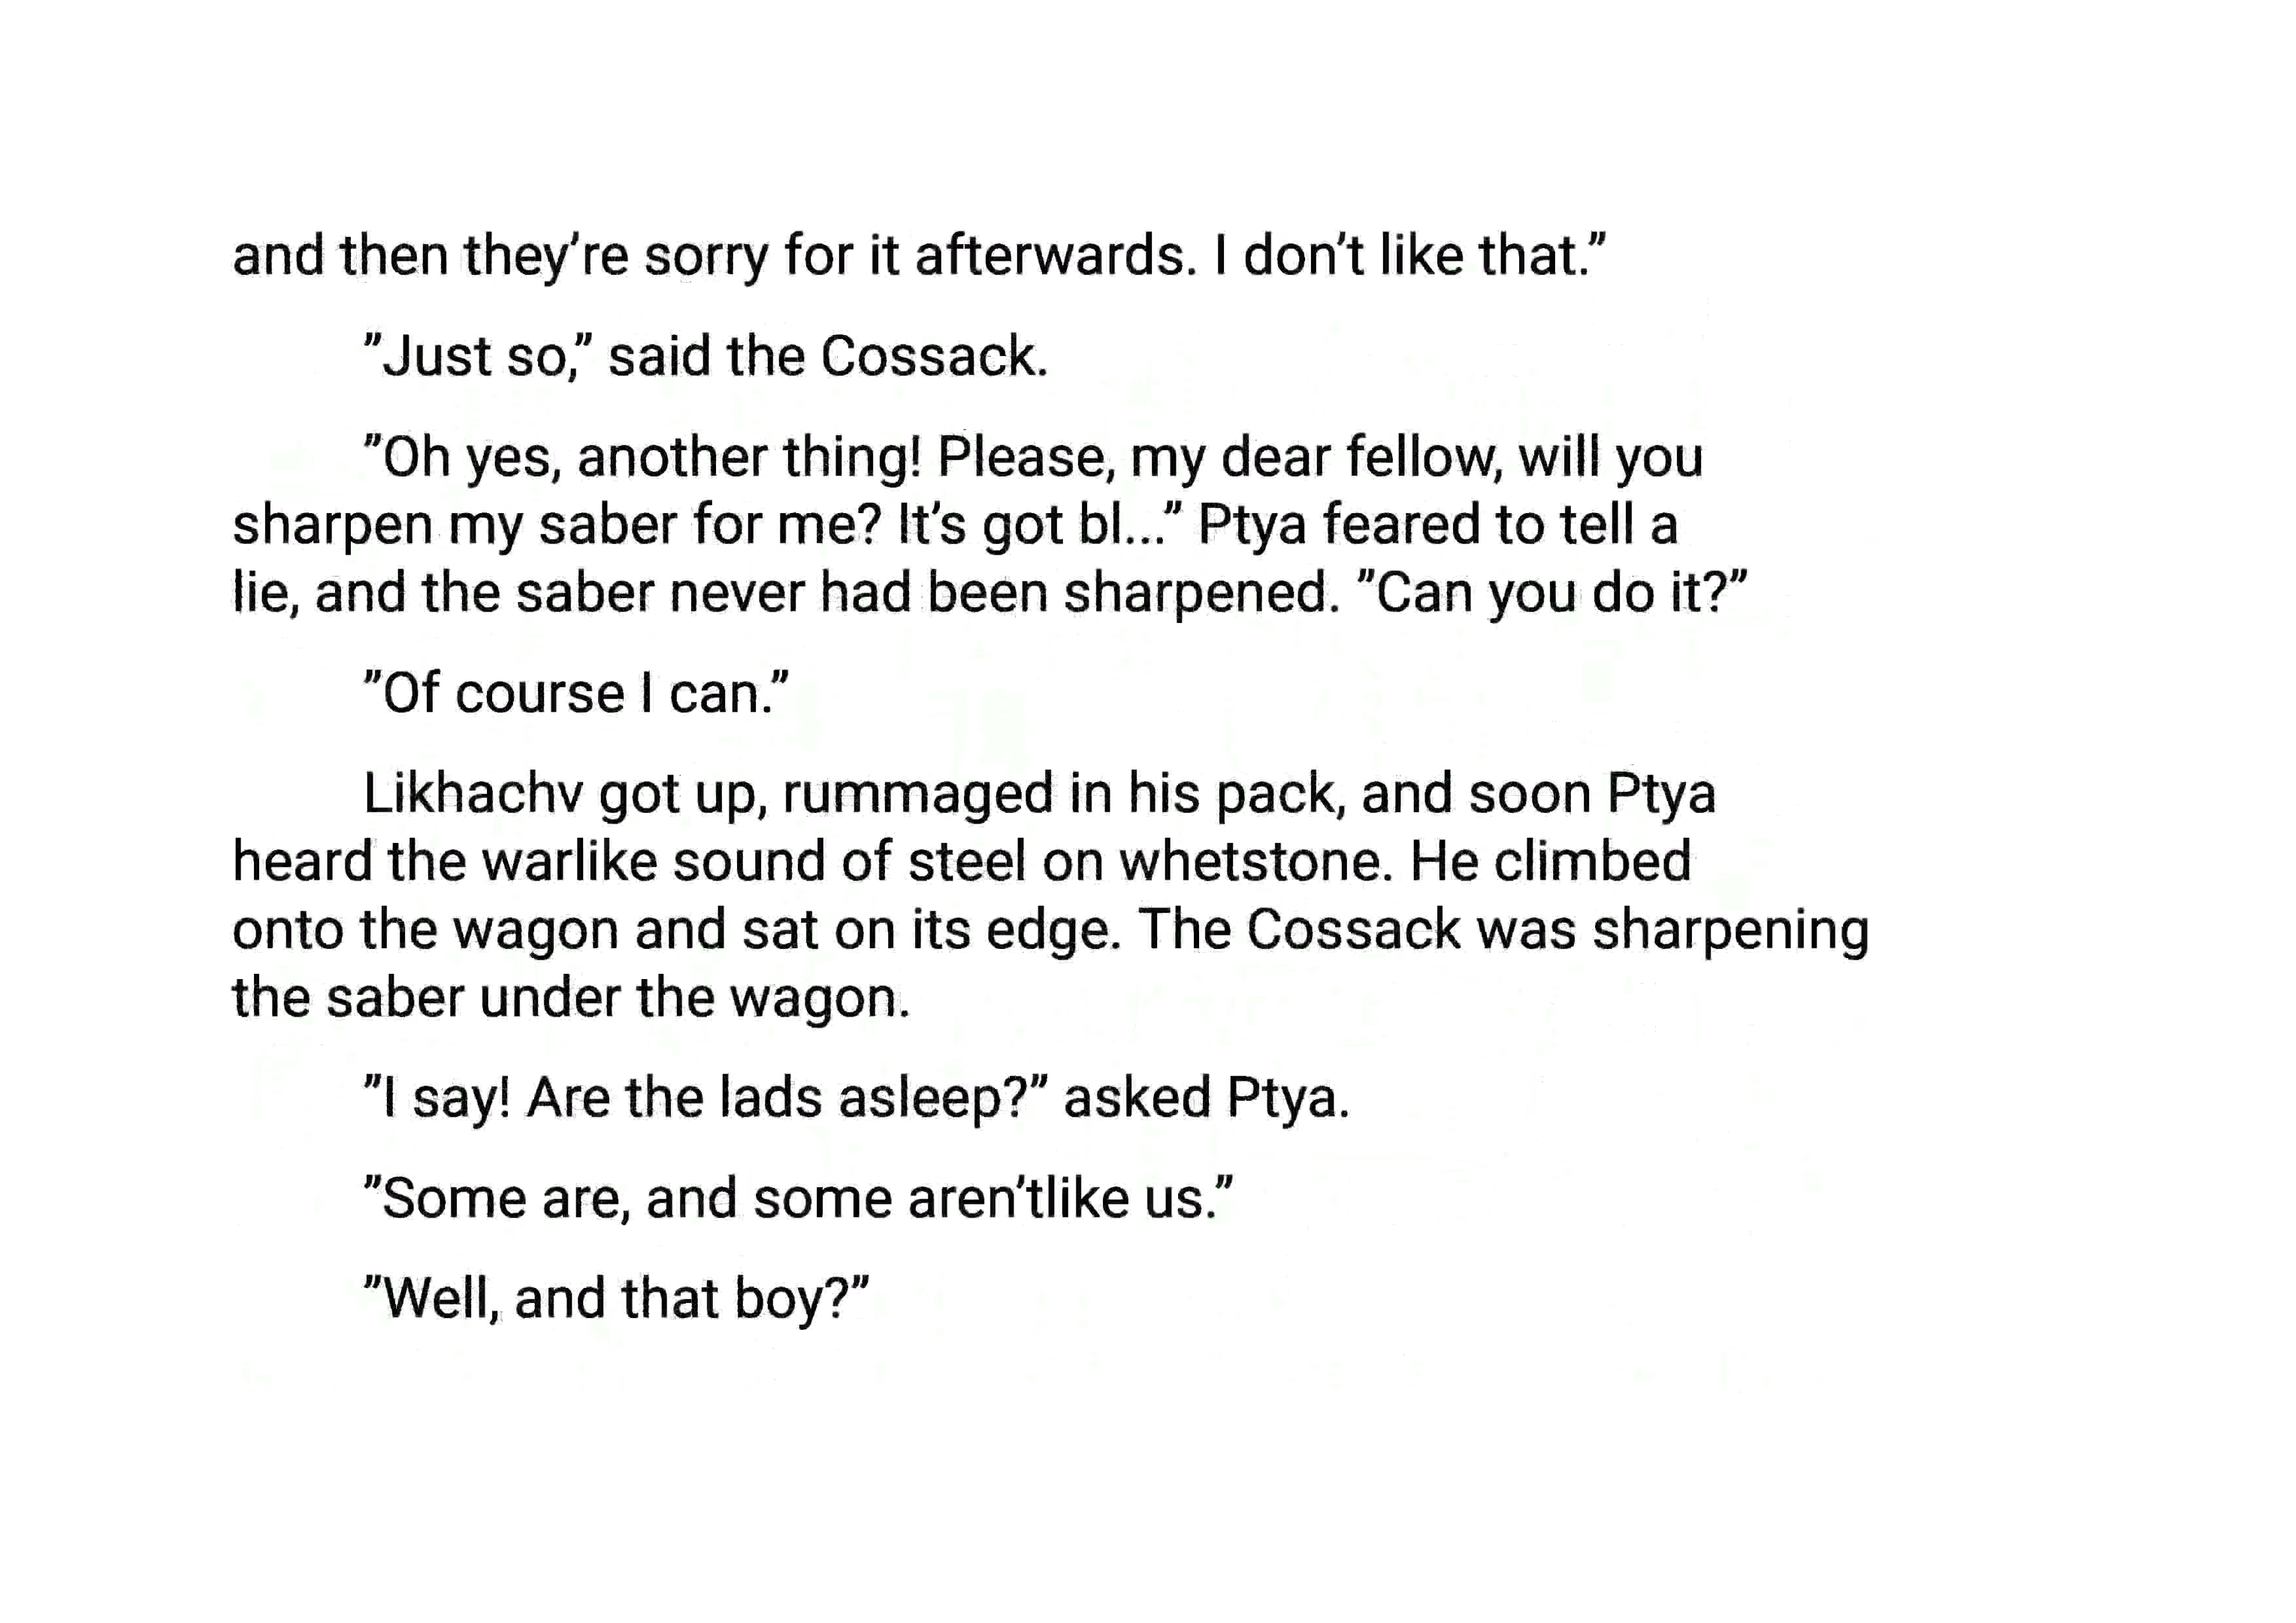 and then they’re sorry for it afterwards. I don’t like that.”
”Just so,” said the Cossack.
”Oh yes, another thing! Please, my dear fellow, will you
sharpen my saber for me? It’s got bl...” Ptya feared to tell a
lie, and the saber never had been sharpened. ”Can you do it?”
”Of course I can.”
Likhachv got up, rummaged in his pack, and soon Ptya
heard the warlike sound of steel on whetstone. He climbed
onto the wagon and sat on its edge. The Cossack was sharpening
the saber under the wagon.
”I say! Are the lads asleep?” asked Ptya.
”Some are, and some aren’tlike us.”
”Well, and that boy?”